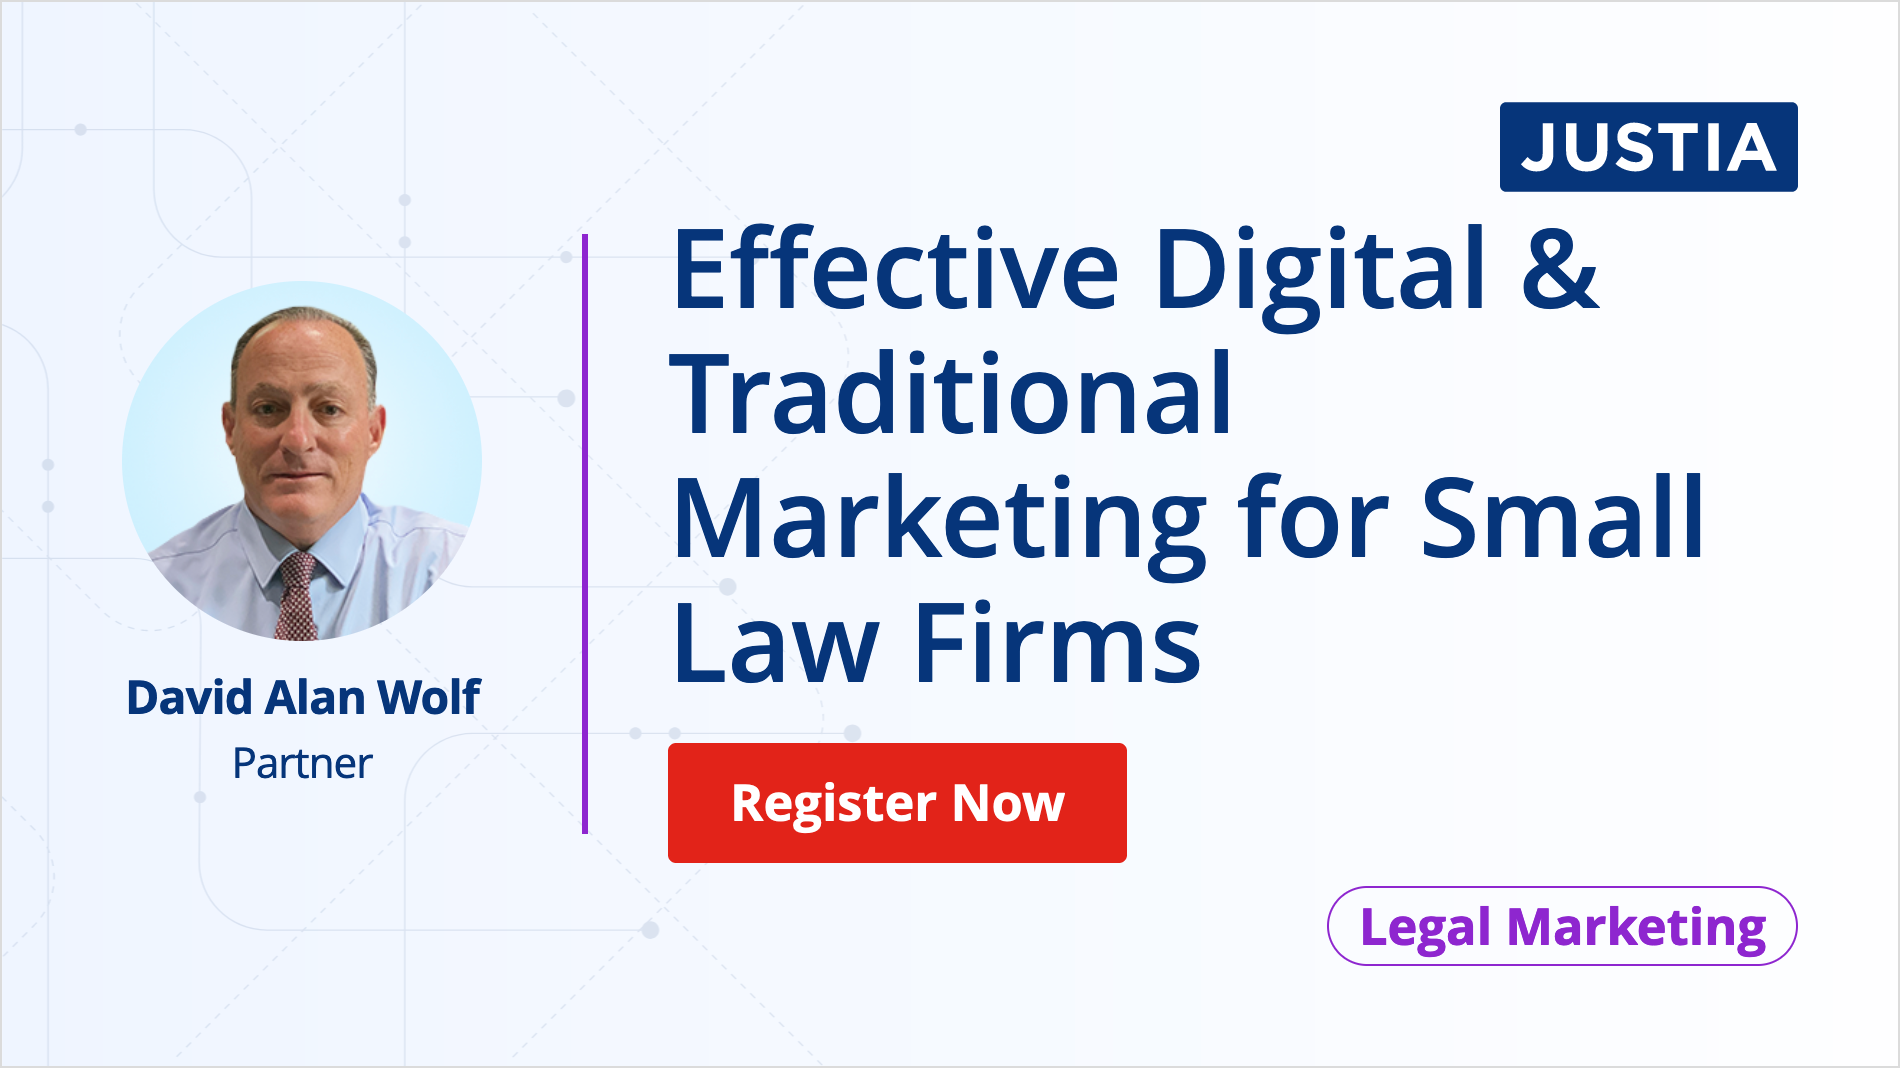 JUSTIA
Effective Digital &
Traditional
Marketing for Small
Law Firms
David Alan Wolf
Partner
Register Now
Legal Marketing